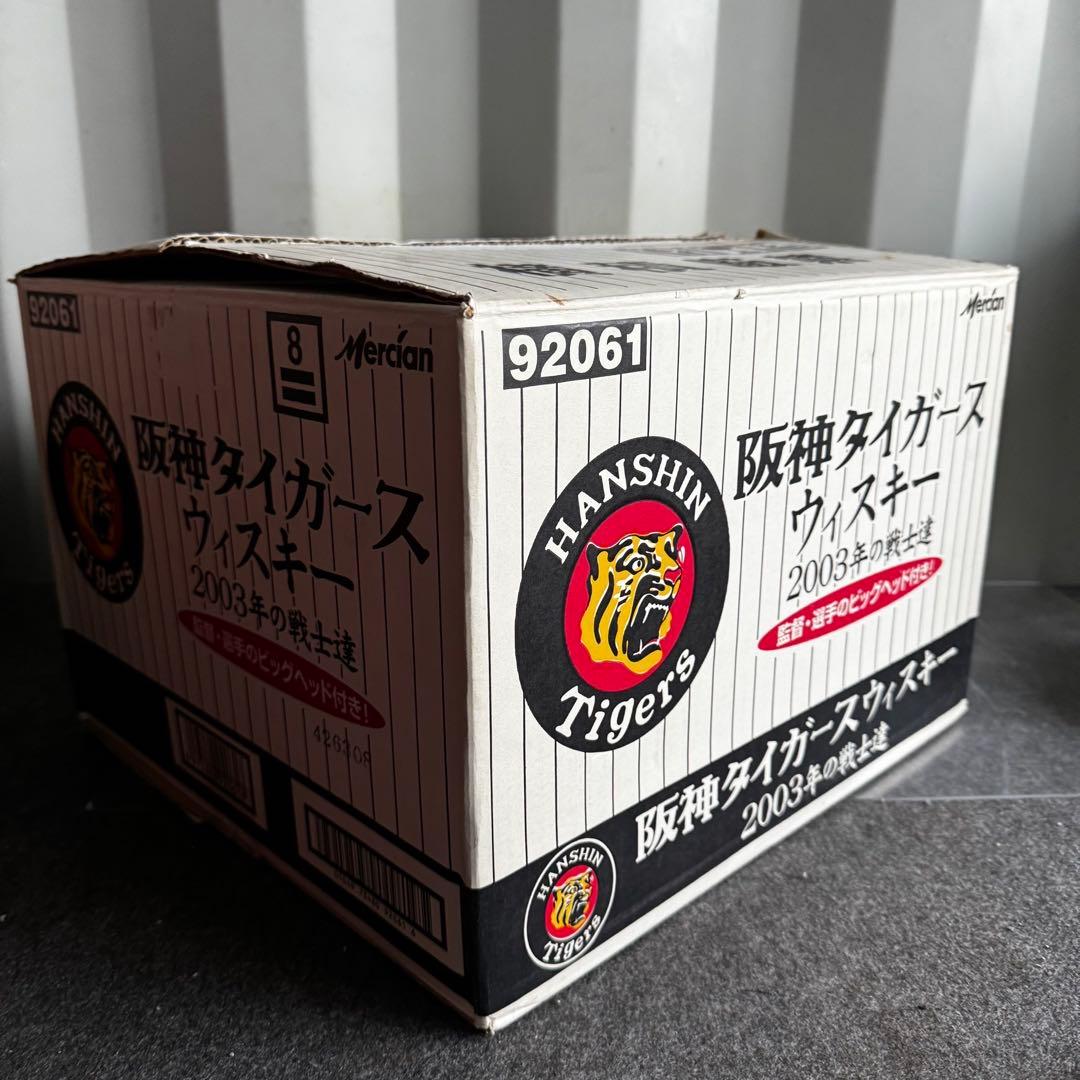 92061
8
Mercian
HANSHIN
Tigers
阪神タイガース
ウィスキー
2003年の戦士達
監督・選手のビッグヘッド付き!
426308
92061
Mercian
HANSHIN
Tigers
阪神タイガース
ウィスキー
2003年の戦士達
監督・選手のビッグヘッド付き!
阪神タイガースウィスキー
2003年の戦士達
HANSHIN
Tigers